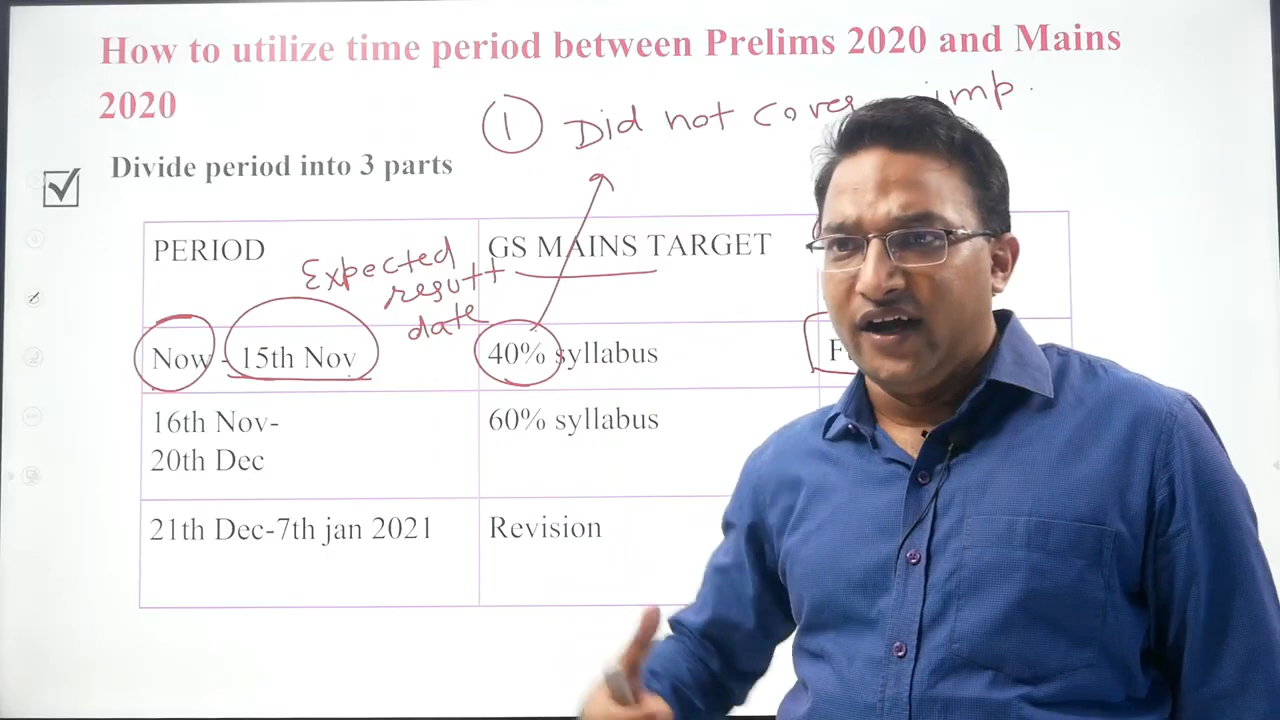 How to utilize time period between Prelims 2020 and Mains
2020
① Did not cover imp.
Divide period into 3 parts
PERIOD
GS MAINS TARGET
Expected
resutt
date
Now - 15th Nov
40% syllabus
16th Nov-
20th Dec
60% syllabus
21th Dec-7th jan 2021
Revision